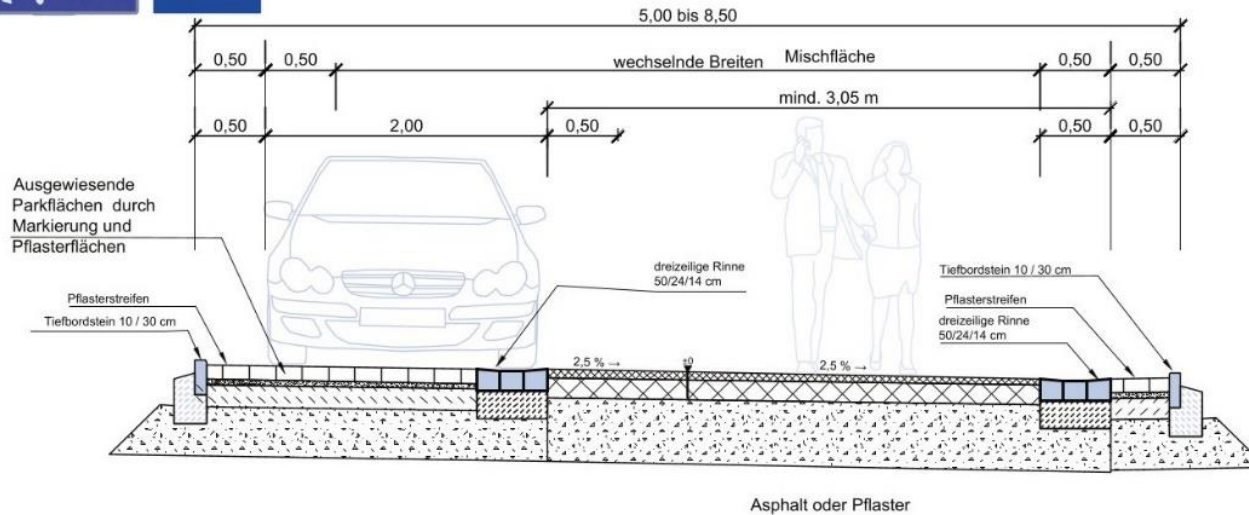 5,00 bis 8,50
0,50 0,50 wechselnde Breiten Mischfläche 0,50 0,50
mind. 3,05 m
0,50 2,00 0,50 0,50 0,50
Ausgewiesende
Parkflächen durch
Markierung und
Pflasterflächen
dreizeilige Rinne
50/24/14 cm
Tiefbordstein 10 / 30 cm
Pflasterstreifen
Pflasterstreifen
dreizeilige Rinne
50/24/14 cm
Tiefbordstein 10 / 30 cm
2,5 % → ±0 2,5 % →
Asphalt oder Pflaster